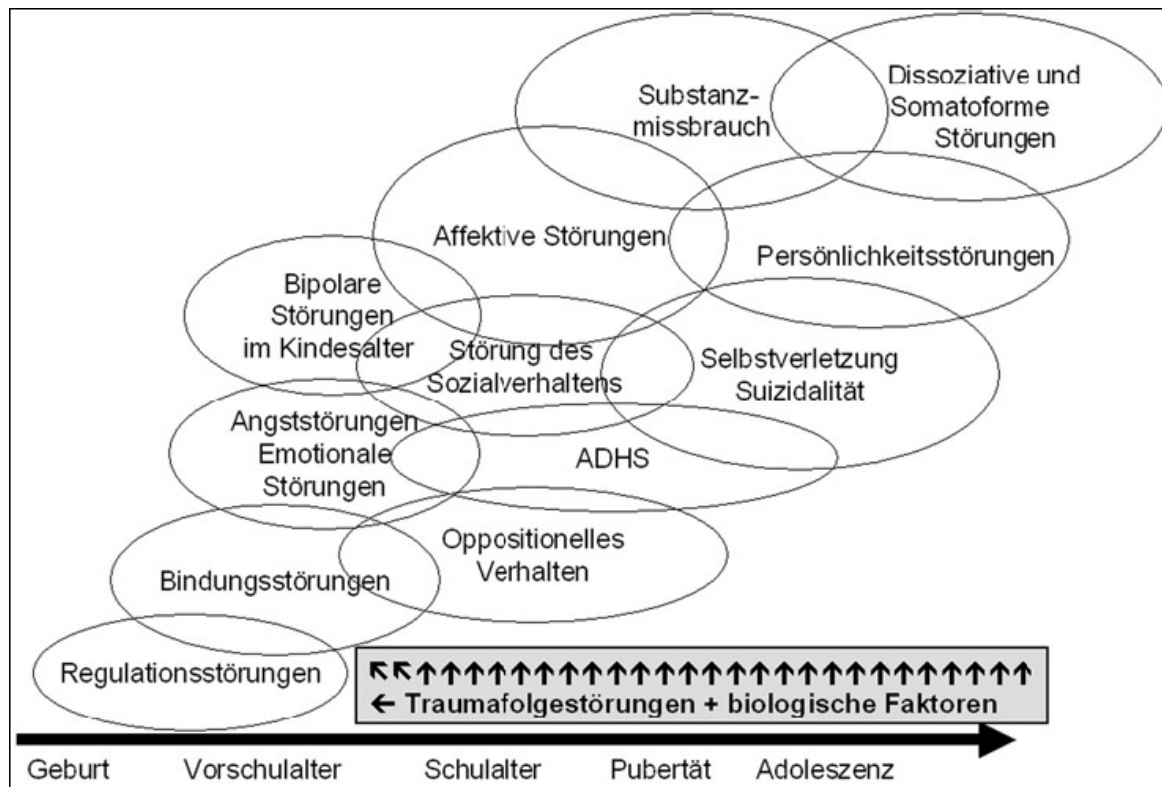 Substanz-
missbrauch
Dissoziative und
Somatoforme
Störungen
Affektive Störungen
Persönlichkeitsstörungen
Bipolare
Störungen
im Kindesalter
Störung des
Sozialverhaltens
Selbstverletzung
Suizidalität
Angststörungen
Emotionale
Störungen
ADHS
Oppositionelles
Verhalten
Bindungsstörungen
Regulationsstörungen
↖↖↑↑↑↑↑↑↑↑↑↑↑↑↑↑↑↑↑↑↑↑↑↑↑↑↑↑
← Traumafolgestörungen + biologische Faktoren
Geburt Vorschulalter Schulalter Pubertät Adoleszenz